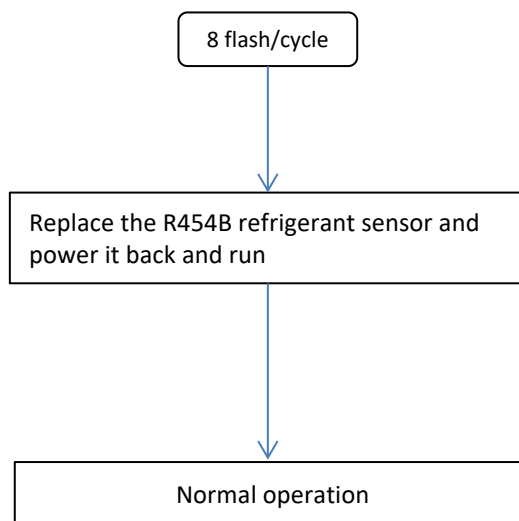 8 flash/cycle
Replace the R454B refrigerant sensor and
power it back and run
Normal operation